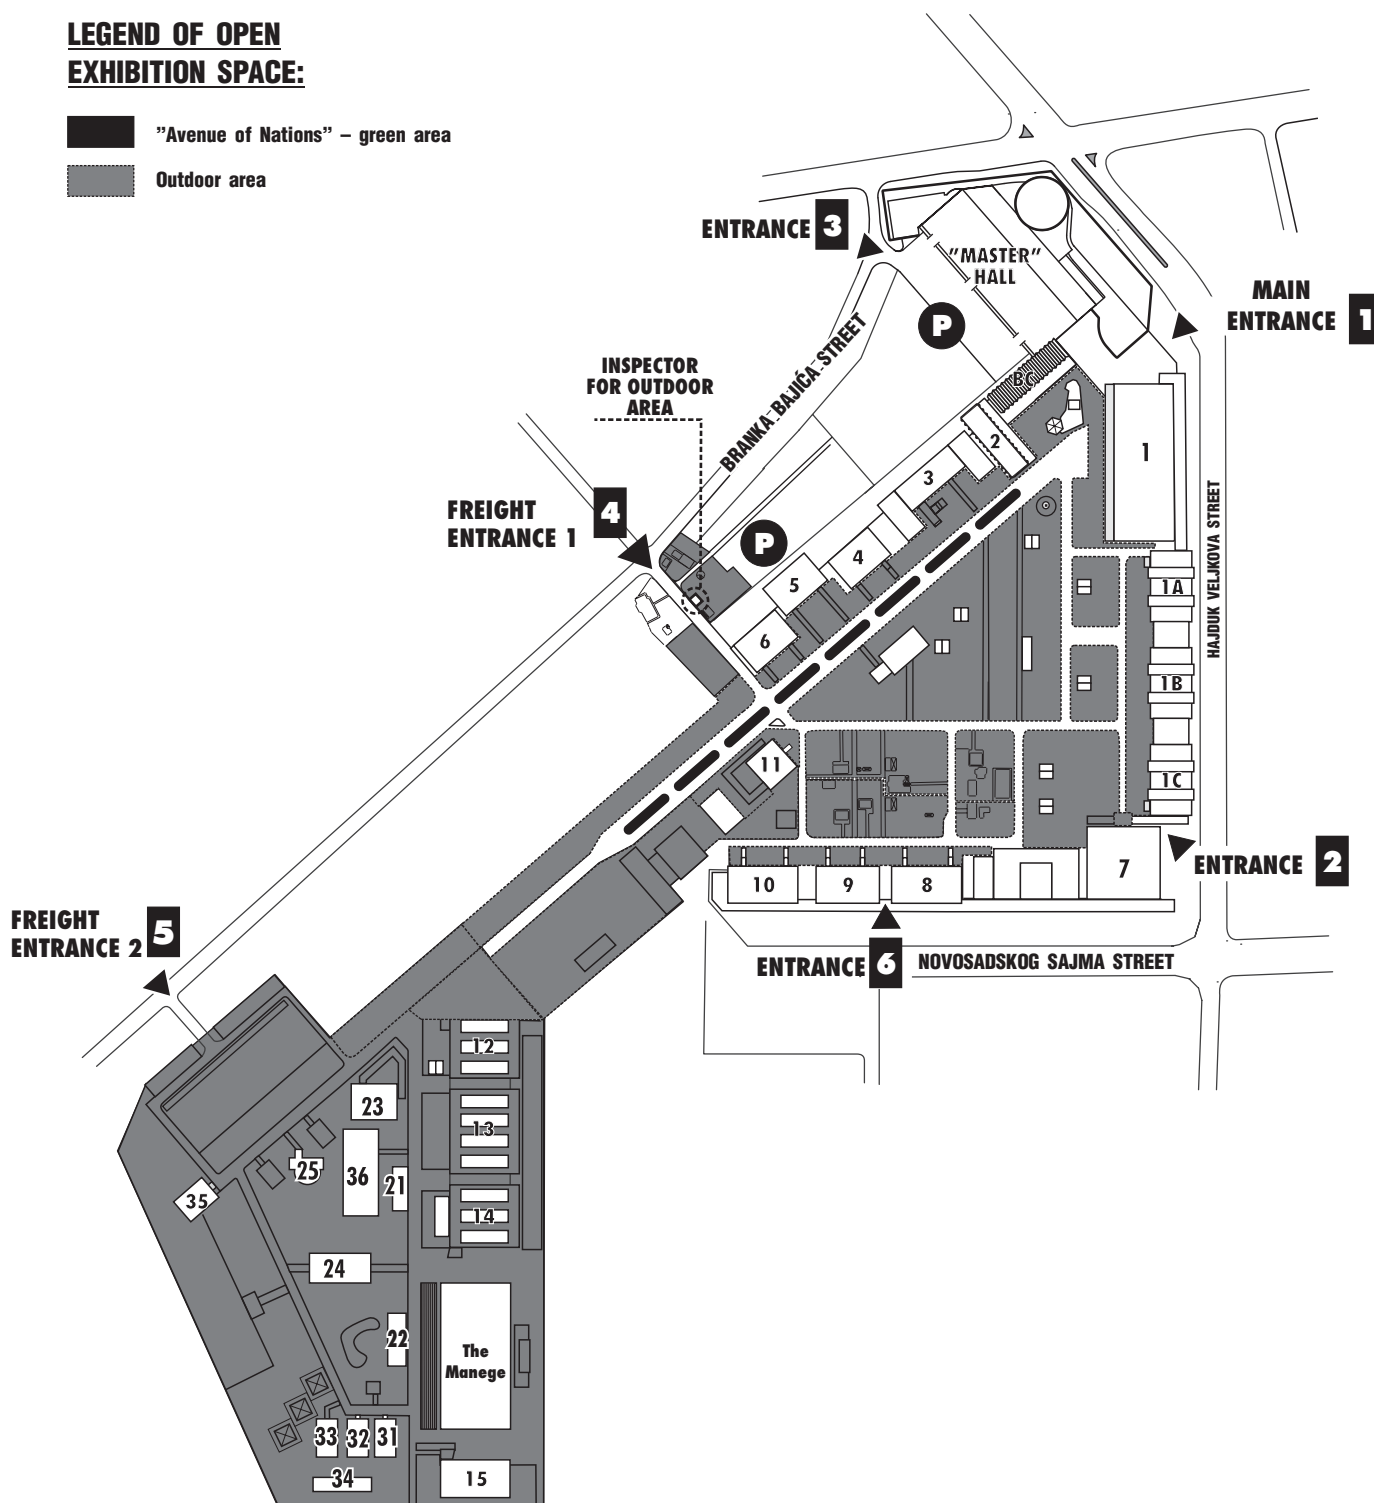 LEGEND OF OPEN
EXHIBITION SPACE:
”Avenue of Nations” – green area
Outdoor area
ENTRANCE 3
”MASTER”
HALL
MAIN
ENTRANCE 1
P
BRANKA BAJIĆA STREET
INSPECTOR
FOR OUTDOOR
AREA
BC
2
1
3
HAJDUK VELJKOVA STREET
FREIGHT
ENTRANCE 1
4
P
4
5
6
1A
1B
1C
11
10
9
8
7
ENTRANCE 2
FREIGHT
ENTRANCE 2
5
ENTRANCE 6
NOVOSADSKOG SAJMA STREET
12
23
13
25
36
21
35
14
24
22
The
Manege
33
32
31
34
15